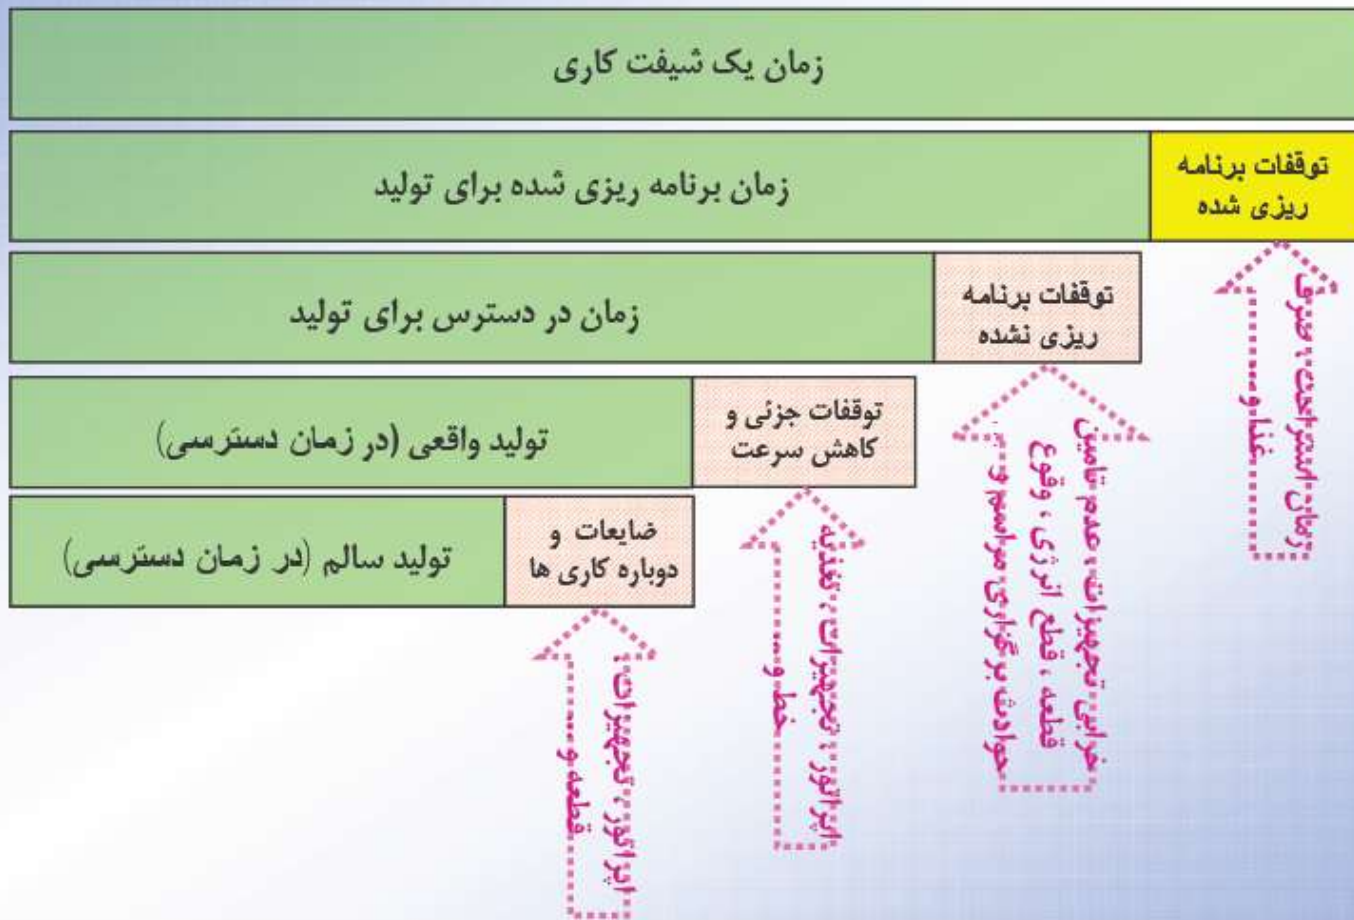 زمان یک شیفت کاری
توقفات برنامه
ریزی شده
زمان برنامه ریزی شده برای تولید
توقفات برنامه
ریزی نشده
زمان در دسترس برای تولید
توقفات جزئی و
کاهش سرعت
تولید واقعی (در زمان دسترسی)
ضایعات و
دوباره کاری ها
تولید سالم (در زمان دسترسی)
زمان استراحت، صرف
غذا و ....
خرابی تجهیزات، عدم تامین
قطعه، قطع انرژی، وقوع
حوادث برگزاری مراسم و
اپراتور، تجهیزات، تغذیه
خط و ....
اپراتور، تجهیزات،
قطعه و ....